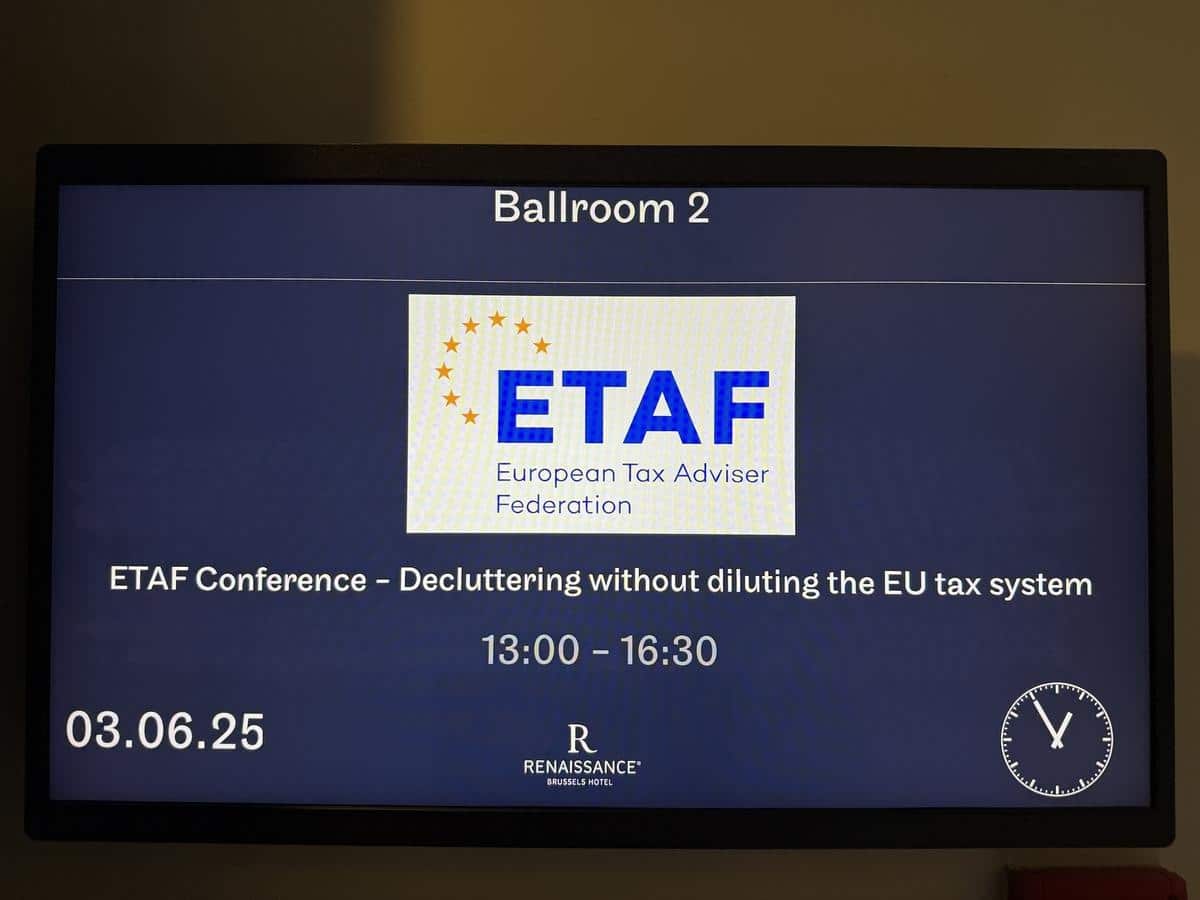 Ballroom 2
ETAF
European Tax Adviser
Federation
ETAF Conference – Decluttering without diluting the EU tax system
13:00 – 16:30
03.06.25
R
RENAISSANCE®
BRUSSELS HOTEL